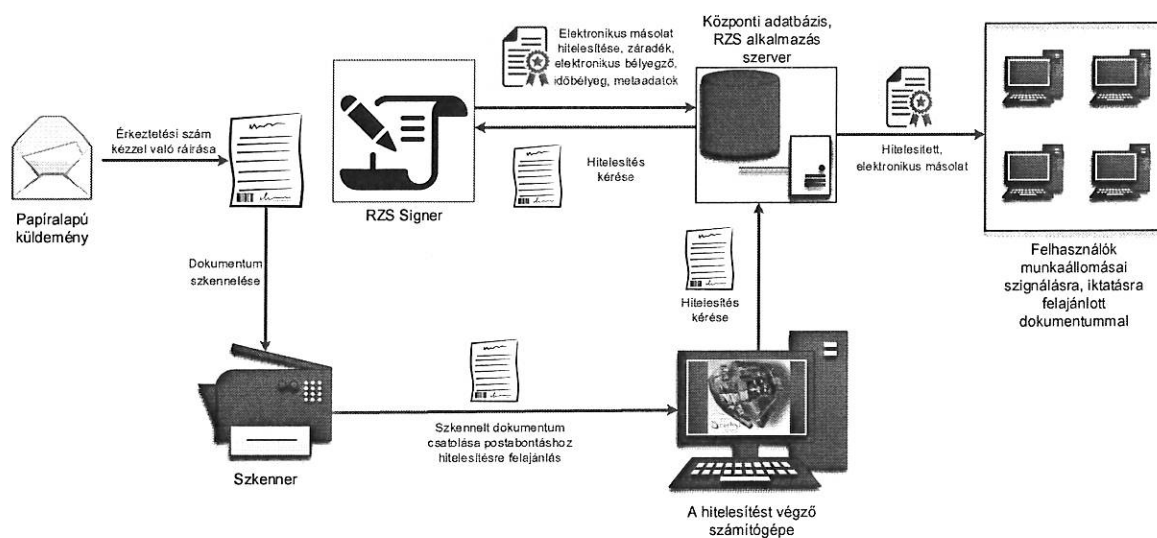 Papíralapú
küldemény
Érkeztetési szám
kézzel való ráírása
Dokumentum
szkennelése
Szkenner
Szkennelt dokumentum
csatolása postabontáshoz
hitelesítésre felajánlás
A hitelesítést végző
számítógépe
Hitelesítés
kérése
Központi adatbázis,
RZS alkalmazás
szerver
Hitelesítés
kérése
RZS Signer
Elektronikus másolat
hitelesítése, záradék,
elektronikus bélyegző,
időbélyeg, metaadatok
Hitelesített,
elektronikus másolat
Felhasználók
munkaállomásai
szignálásra, iktatásra
felajánlott
dokumentummal